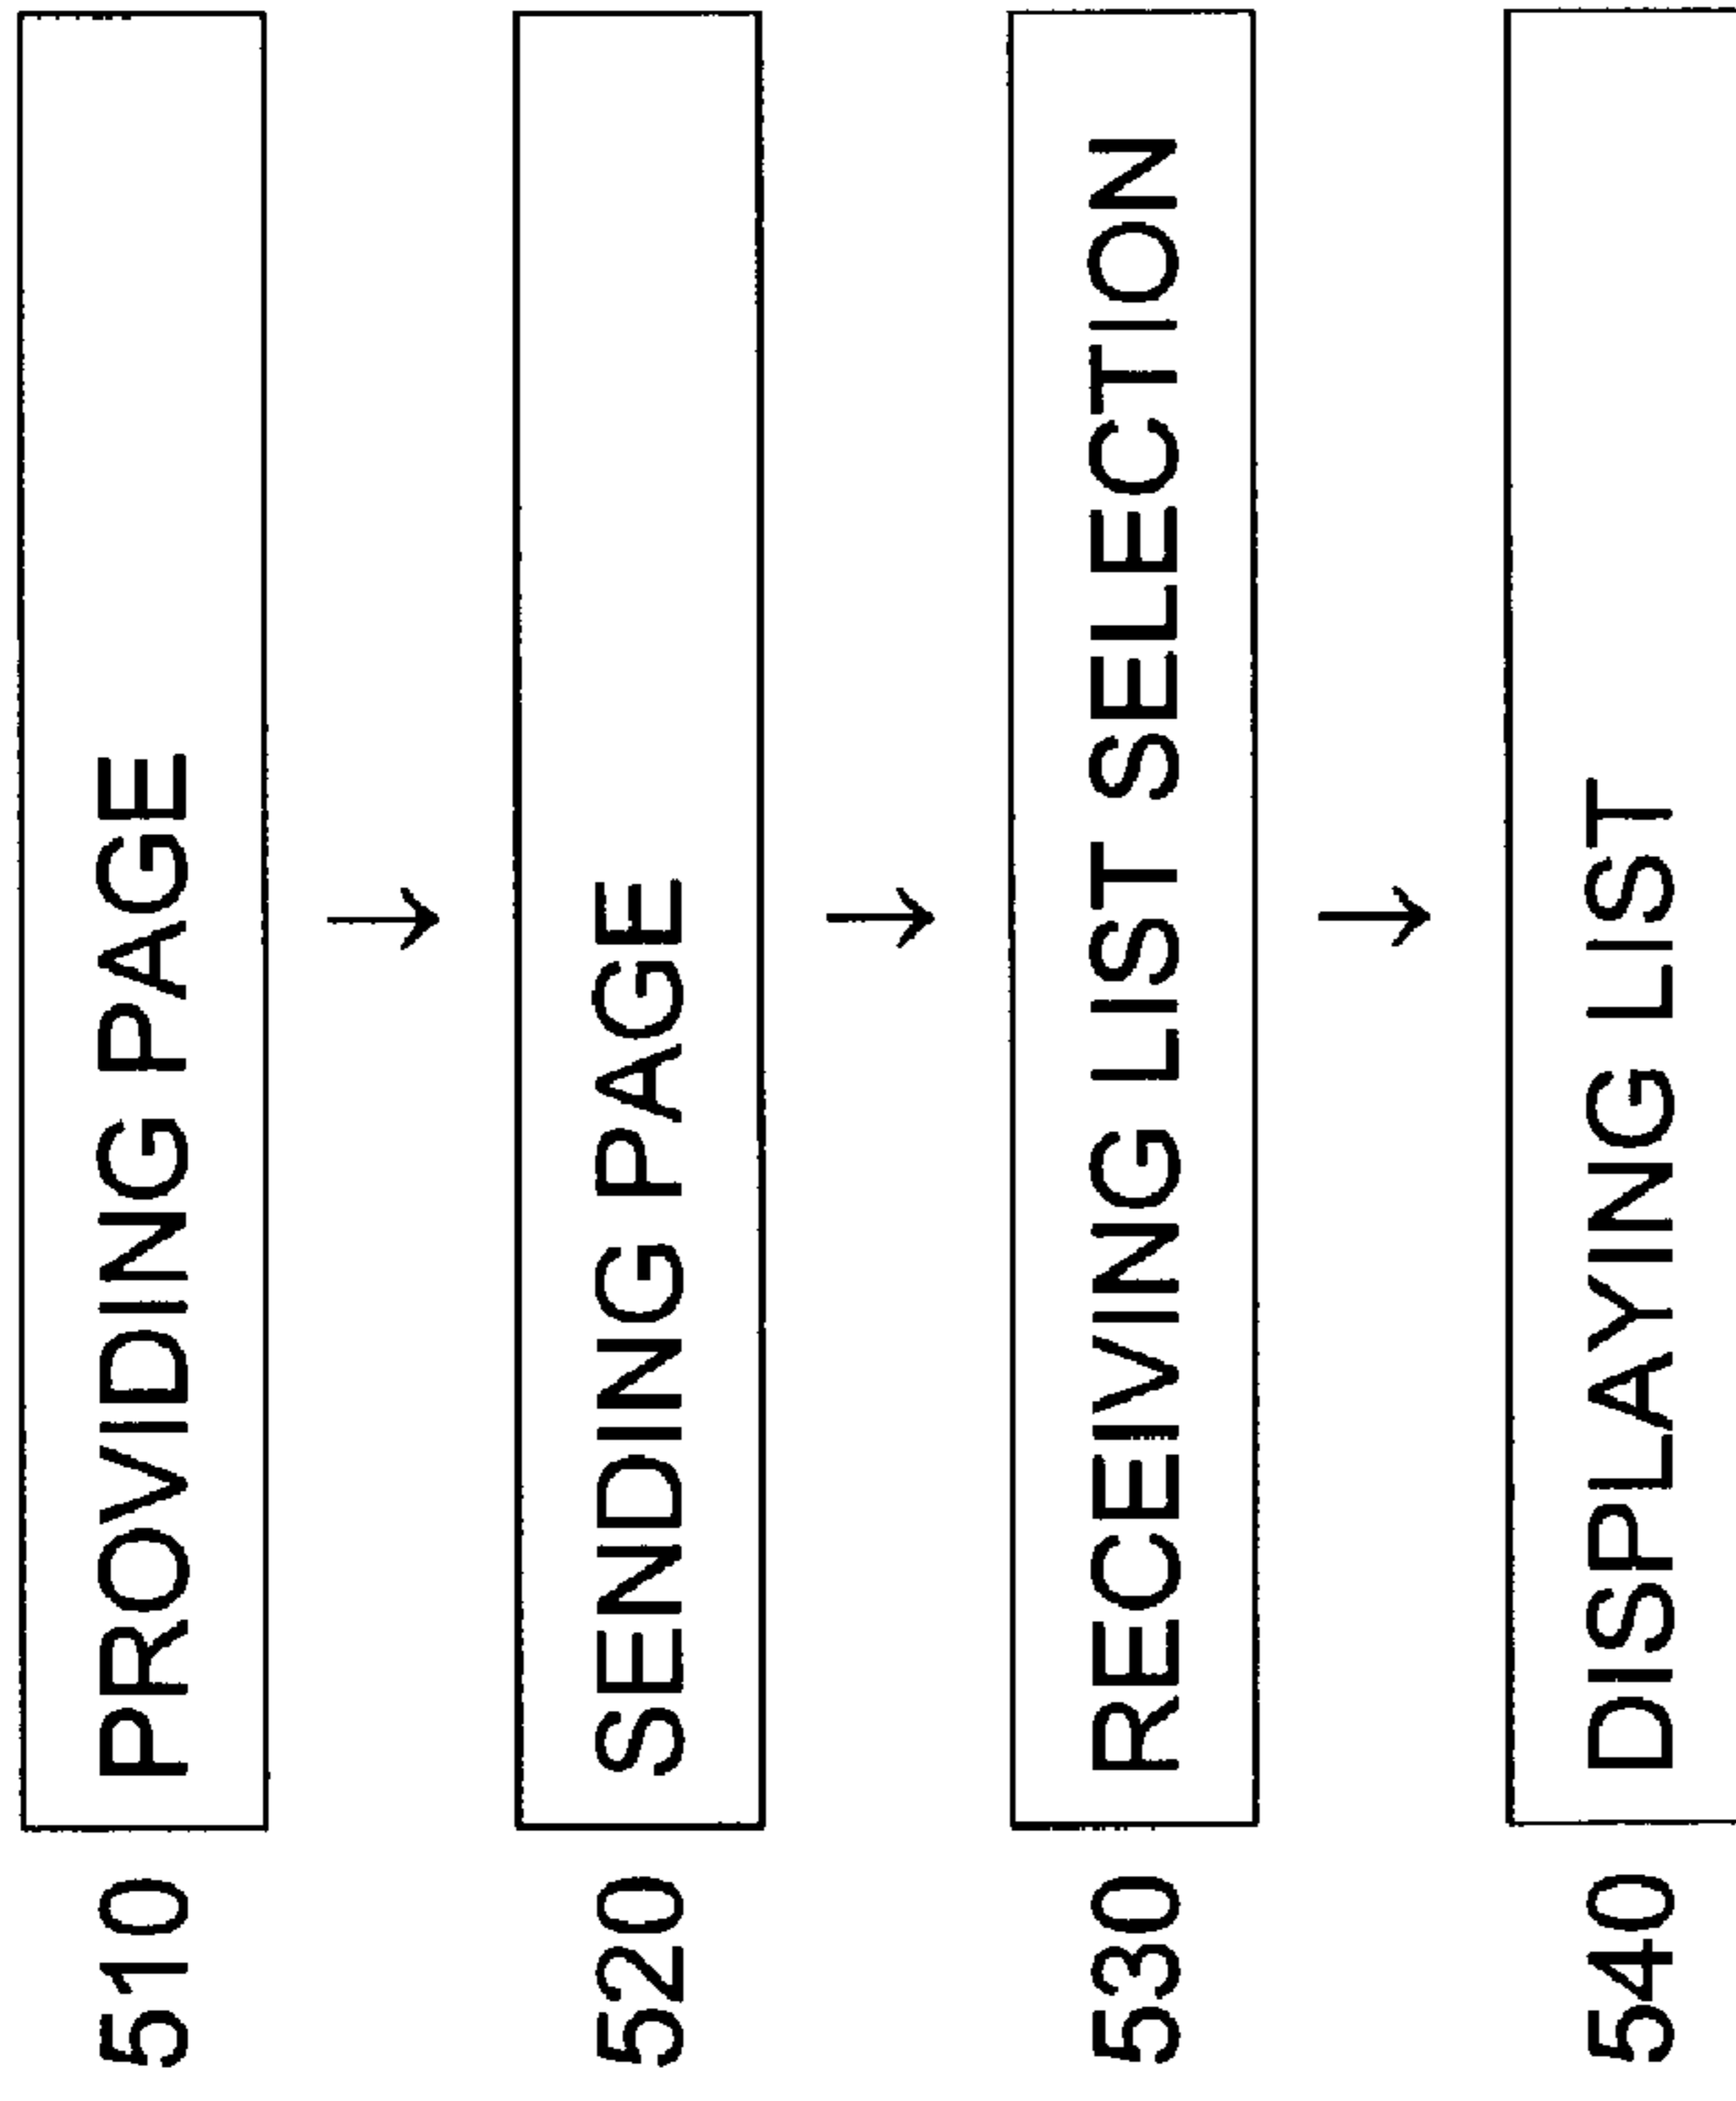 510 PROVIDING PAGE
520 SENDING PAGE
530 RECEIVING LIST SELECTION
540 DISPLAYING LIST